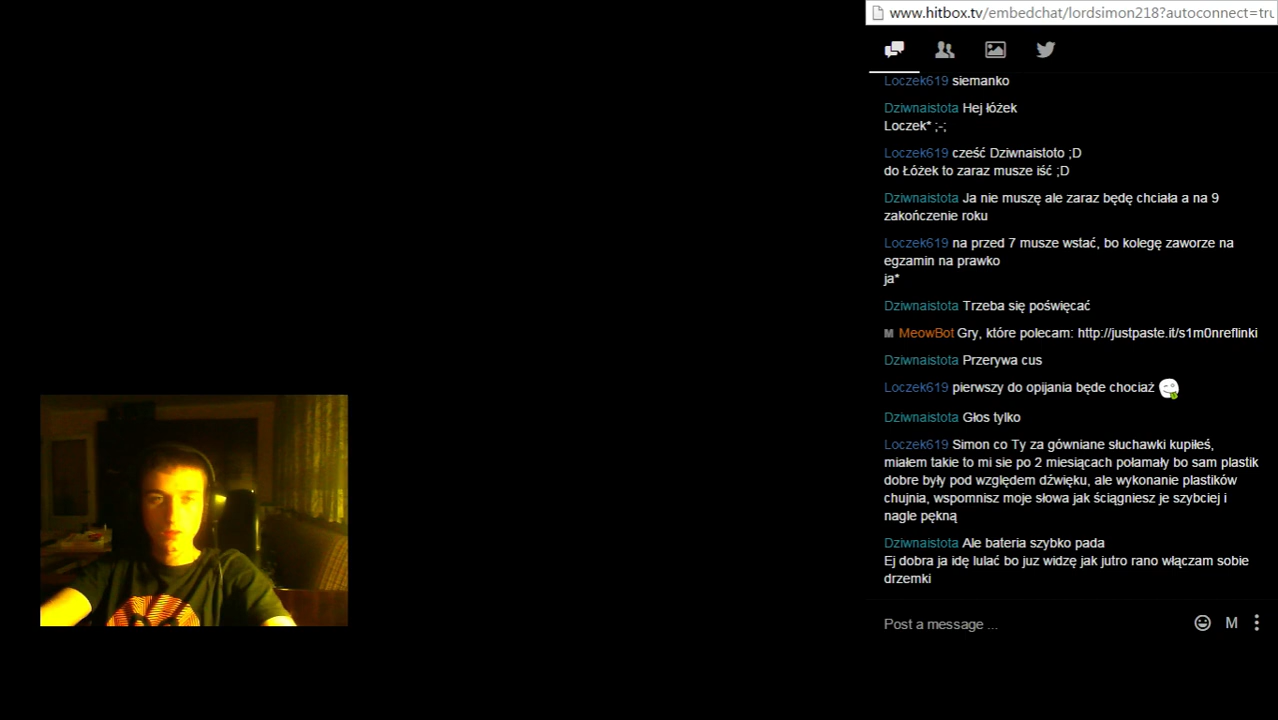 www.hitbox.tv/embedchat/lordsimon218?autoconnect=tru
Loczek619 siemanko
Dziwnaistota Hej łóżek
Loczek* ;-;
Loczek619 cześć Dziwnaistoto ;D
do Łóżek to zaraz musze iść ;D
Dziwnaistota Ja nie muszę ale zaraz będę chciała a na 9
zakończenie roku
Loczek619 na przed 7 musze wstać, bo kolegę zaworze na
egzamin na prawko
ja*
Dziwnaistota Trzeba się poświęcać
M MeowBot Gry, które polecam: http://justpaste.it/s1m0nreflinki
Dziwnaistota Przerywa cus
Loczek619 pierwszy do opijania będe chociaż
Dziwnaistota Głos tylko
Loczek619 Simon co Ty za gówniane słuchawki kupiłeś,
miałem takie to mi sie po 2 miesiącach połamały bo sam plastik
dobre były pod względem dźwięku, ale wykonanie plastików
chujnia, wspomnisz moje słowa jak ściągniesz je szybciej i
nagle pękną
Dziwnaistota Ale bateria szybko pada
Ej dobra ja idę lulać bo juz widzę jak jutro rano włączam sobie
drzemki
Post a message ...
M